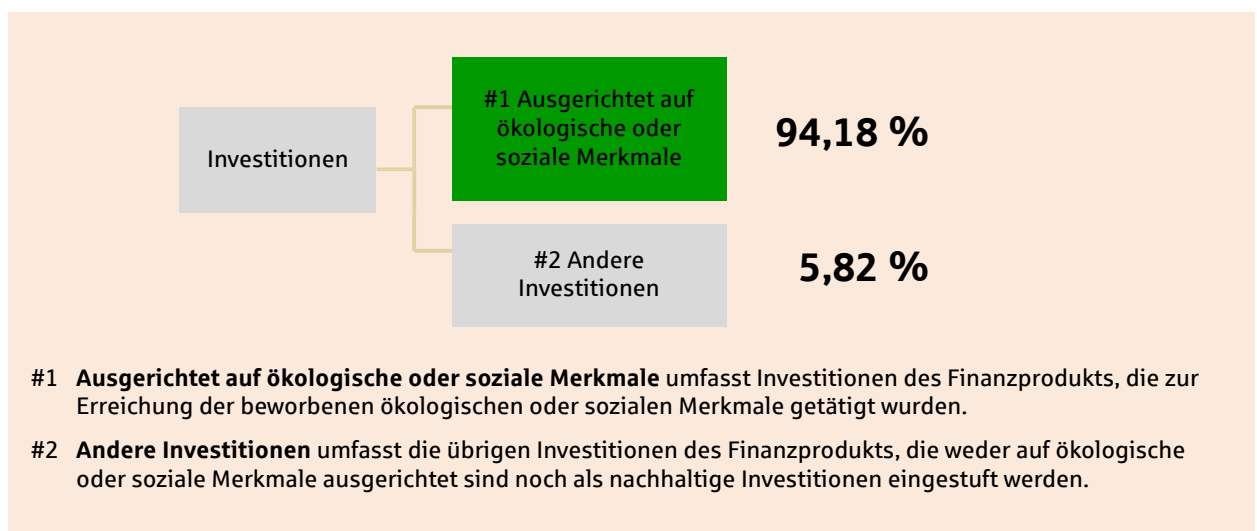 #1 Ausgerichtet auf
ökologische oder
soziale Merkmale
94,18 %
Investitionen
#2 Andere
Investitionen
5,82 %
#1 Ausgerichtet auf ökologische oder soziale Merkmale umfasst Investitionen des Finanzprodukts, die zur
Erreichung der beworbenen ökologischen oder sozialen Merkmale getätigt wurden.
#2 Andere Investitionen umfasst die übrigen Investitionen des Finanzprodukts, die weder auf ökologische
oder soziale Merkmale ausgerichtet sind noch als nachhaltige Investitionen eingestuft werden.